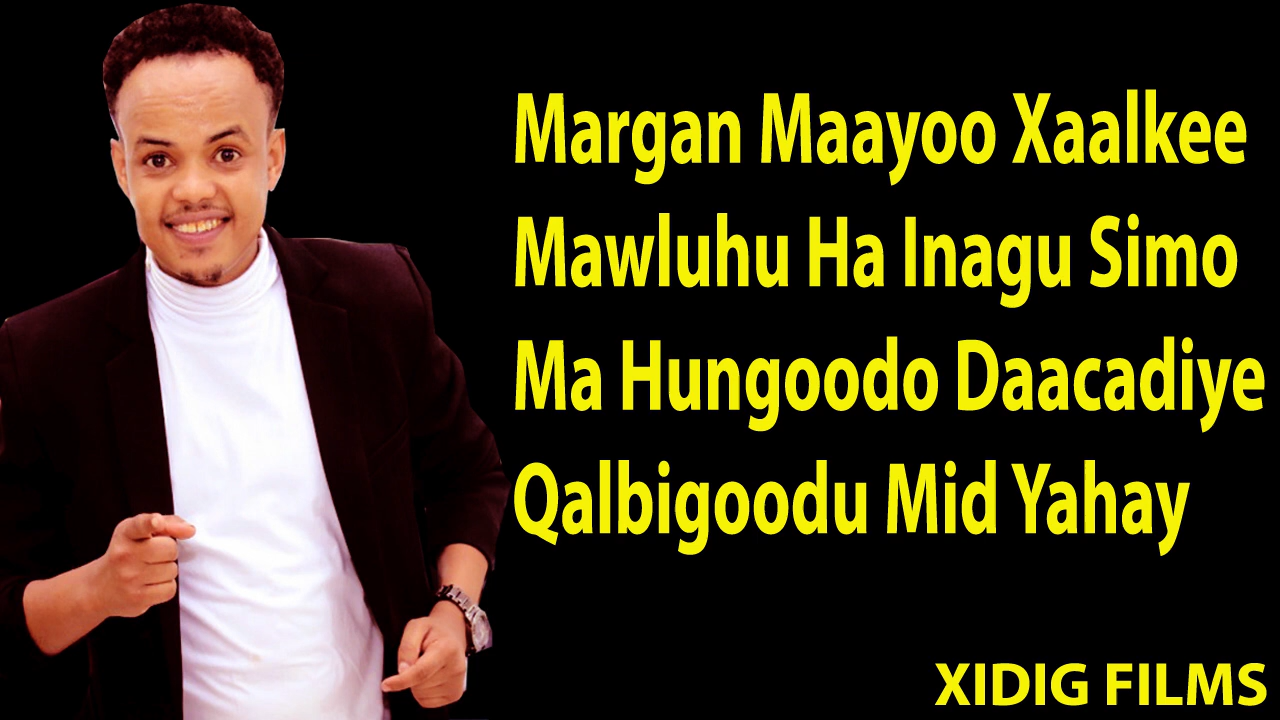 Margan Maayoo Xaalkee
Mawluhu Ha Inagu Simo
Ma Hungoodo Daacadiye
Qalbigoodu Mid Yahay
XIDIG FILMS